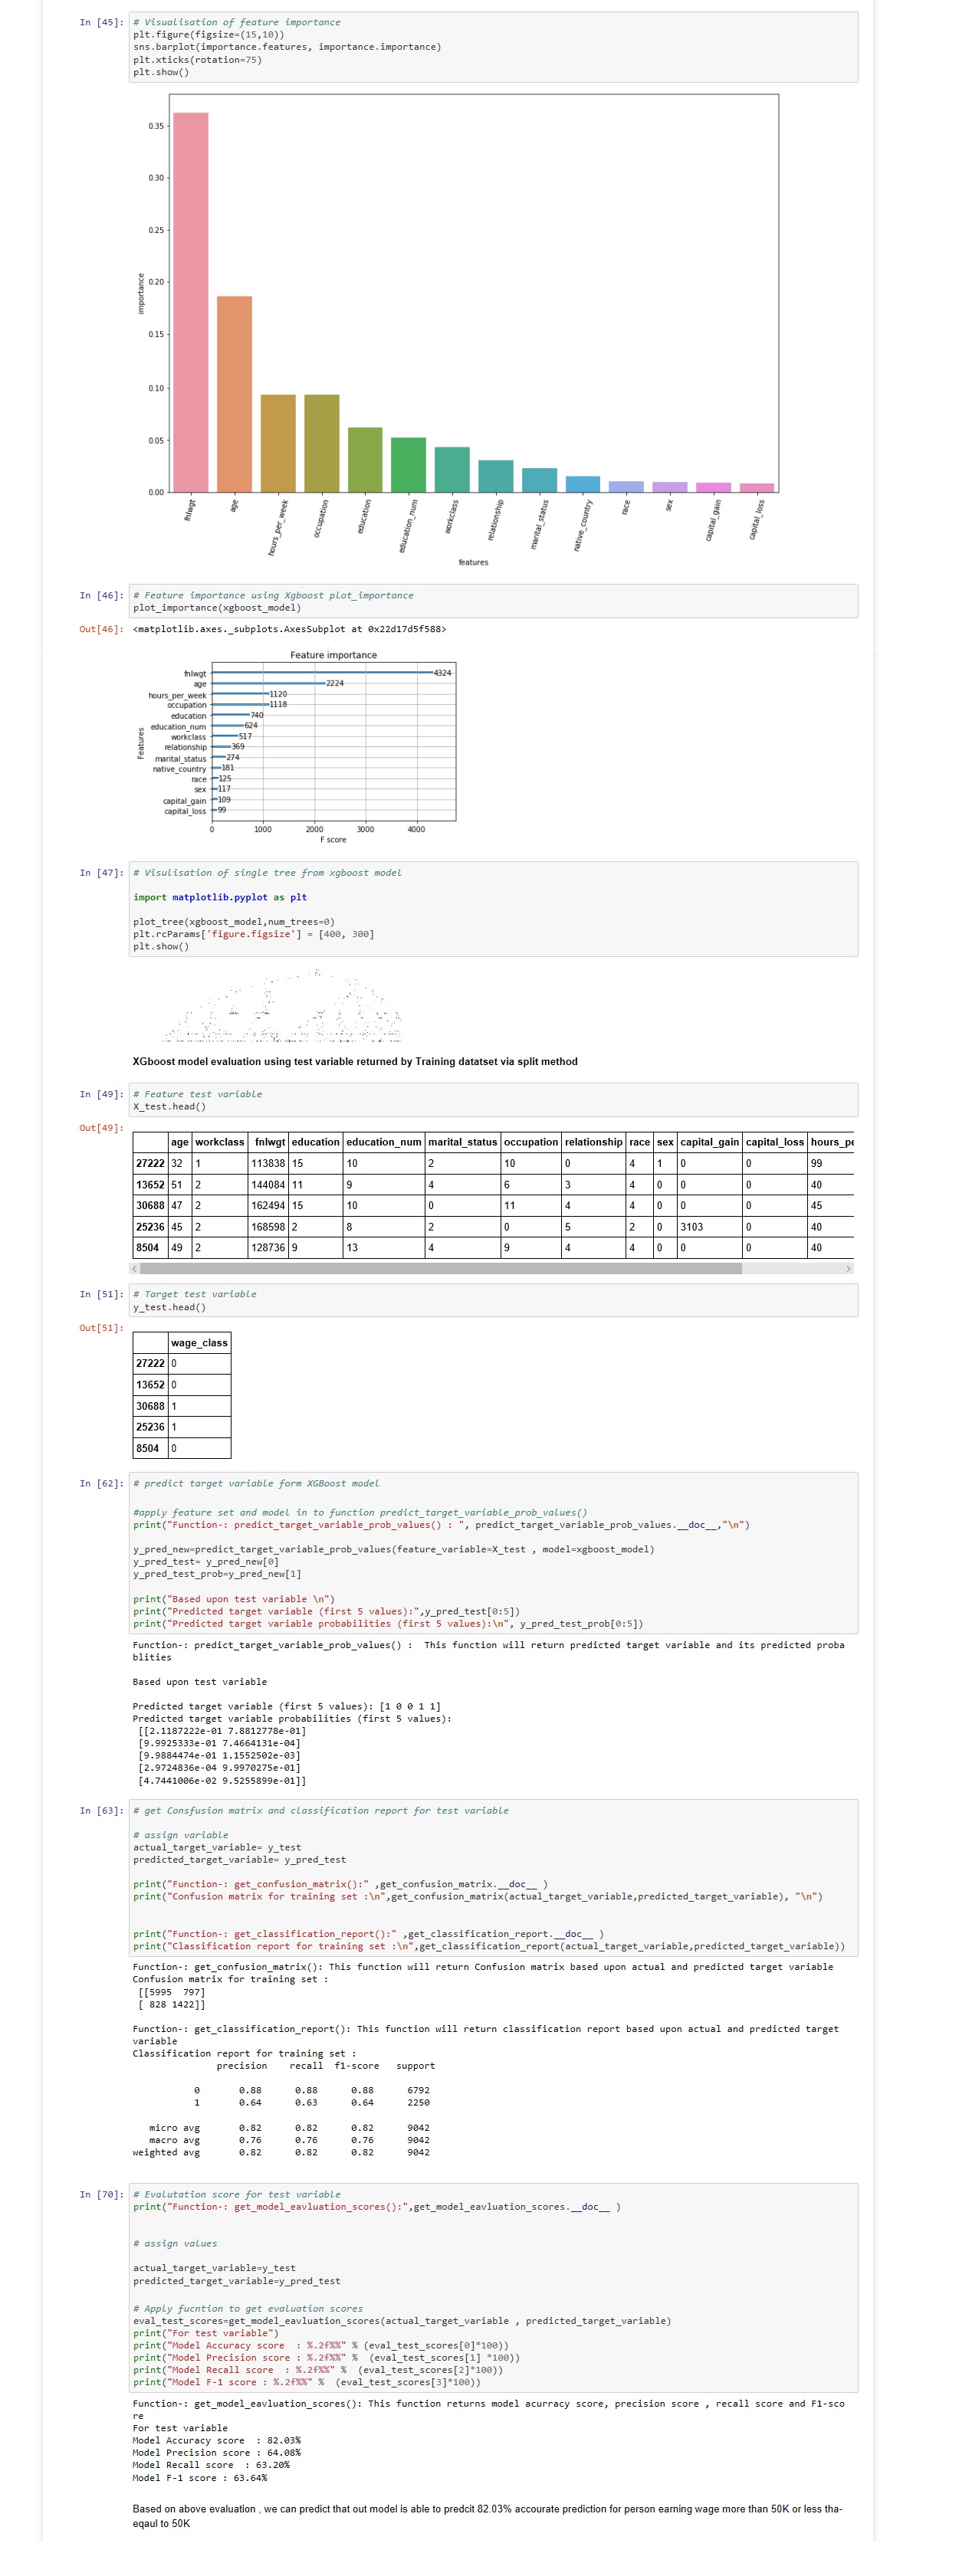 In [45]: # Visualisation of feature importance
plt.figure(figsize=(15,10))
sns.barplot(importance.features, importance.importance)
plt.xticks(rotation=75)
plt.show()
0.35
0.30
0.25
0.20
0.15
0.10
0.05
0.00
importance
fnlwgt
age
hours_per_week
occupation
education
education_num
workclass
relationship
marital_status
native_country
race
sex
capital_gain
capital_loss
features
In [46]: # Feature importance using Xgboost plot_importance
plot_importance(xgboost_model)
Out[46]: <matplotlib.axes._subplots.AxesSubplot at 0x22d17d5f588>
Feature importance
Features
fnlwgt 4324
age 2224
hours_per_week 1120
occupation 1118
education 740
education_num 624
workclass 517
relationship 369
marital_status 274
native_country 181
race 125
sex 117
capital_gain 109
capital_loss 99
0 1000 2000 3000 4000
F score
In [47]: # Visulisation of single tree from xgboost model
import matplotlib.pyplot as plt
plot_tree(xgboost_model,num_trees=0)
plt.rcParams['figure.figsize'] = [400, 300]
plt.show()
XGboost model evaluation using test variable returned by Training datatset via split method
In [49]: # Feature test variable
X_test.head()
Out[49]:
age workclass fnlwgt education education_num marital_status occupation relationship race sex capital_gain capital_loss hours_pe
27222 32 1 113838 15 10 2 10 0 4 1 0 0 99
13652 51 2 144084 11 9 4 6 3 4 0 0 0 40
30688 47 2 162494 15 10 0 11 4 4 0 0 0 45
25236 45 2 168598 2 8 2 0 5 2 0 3103 0 40
8504 49 2 128736 9 13 4 9 4 4 0 0 0 40
In [51]: # Target test variable
y_test.head()
Out[51]:
wage_class
27222 0
13652 0
30688 1
25236 1
8504 0
In [62]: # predict target variable form XGBoost model
#apply feature set and model in to function predict_target_variable_prob_values()
print("Function-: predict_target_variable_prob_values() : ", predict_target_variable_prob_values.__doc__,"\n")
y_pred_new=predict_target_variable_prob_values(feature_variable=X_test , model=xgboost_model)
y_pred_test= y_pred_new[0]
y_pred_test_prob=y_pred_new[1]
print("Based upon test variable \n")
print("Predicted target variable (first 5 values):",y_pred_test[0:5])
print("Predicted target variable probabilities (first 5 values):\n", y_pred_test_prob[0:5])
Function-: predict_target_variable_prob_values() :  This function will return predicted target variable and its predicted proba
blities
Based upon test variable
Predicted target variable (first 5 values): [1 0 0 1 1]
Predicted target variable probabilities (first 5 values):
[[2.1187222e-01 7.8812778e-01]
[9.9925333e-01 7.4664131e-04]
[9.9884474e-01 1.1552502e-03]
[2.9724836e-04 9.9970275e-01]
[4.7441006e-02 9.5255899e-01]]
In [63]: # get Consfusion matrix and classification report for test variable
# assign variable
actual_target_variable= y_test
predicted_target_variable= y_pred_test
print("Function-: get_confusion_matrix():" ,get_confusion_matrix.__doc__ )
print("Confusion matrix for training set :\n",get_confusion_matrix(actual_target_variable,predicted_target_variable), "\n")
print("Function-: get_classification_report():" ,get_classification_report.__doc__ )
print("Classification report for training set :\n",get_classification_report(actual_target_variable,predicted_target_variable))
Function-: get_confusion_matrix(): This function will return Confusion matrix based upon actual and predicted target variable
Confusion matrix for training set :
[[5995  797]
[ 828 1422]]
Function-: get_classification_report(): This function will return classification report based upon actual and predicted target
variable
Classification report for training set :
precision recall f1-score support
0 0.88 0.88 0.88 6792
1 0.64 0.63 0.64 2250
micro avg 0.82 0.82 0.82 9042
macro avg 0.76 0.76 0.76 9042
weighted avg 0.82 0.82 0.82 9042
In [70]: # Evalutation score for test variable
print("Function-: get_model_eavluation_scores():",get_model_eavluation_scores.__doc__ )
# assign values
actual_target_variable=y_test
predicted_target_variable=y_pred_test
# Apply fucntion to get evaluation scores
eval_test_scores=get_model_eavluation_scores(actual_target_variable , predicted_target_variable)
print("For test variable")
print("Model Accuracy score  : %.2f%%" % (eval_test_scores[0]*100))
print("Model Precision score : %.2f%%" %  (eval_test_scores[1] *100))
print("Model Recall score  : %.2f%%" %  (eval_test_scores[2]*100))
print("Model F-1 score : %.2f%%" %  (eval_test_scores[3]*100))
Function-: get_model_eavluation_scores(): This function returns model acurracy score, precision score , recall score and F1-sco
re
For test variable
Model Accuracy score  : 82.03%
Model Precision score : 64.08%
Model Recall score  : 63.20%
Model F-1 score : 63.64%
Based on above evaluation , we can predict that out model is able to predcit 82.03% accourate prediction for person earning wage more than 50K or less tha-
eqaul to 50K